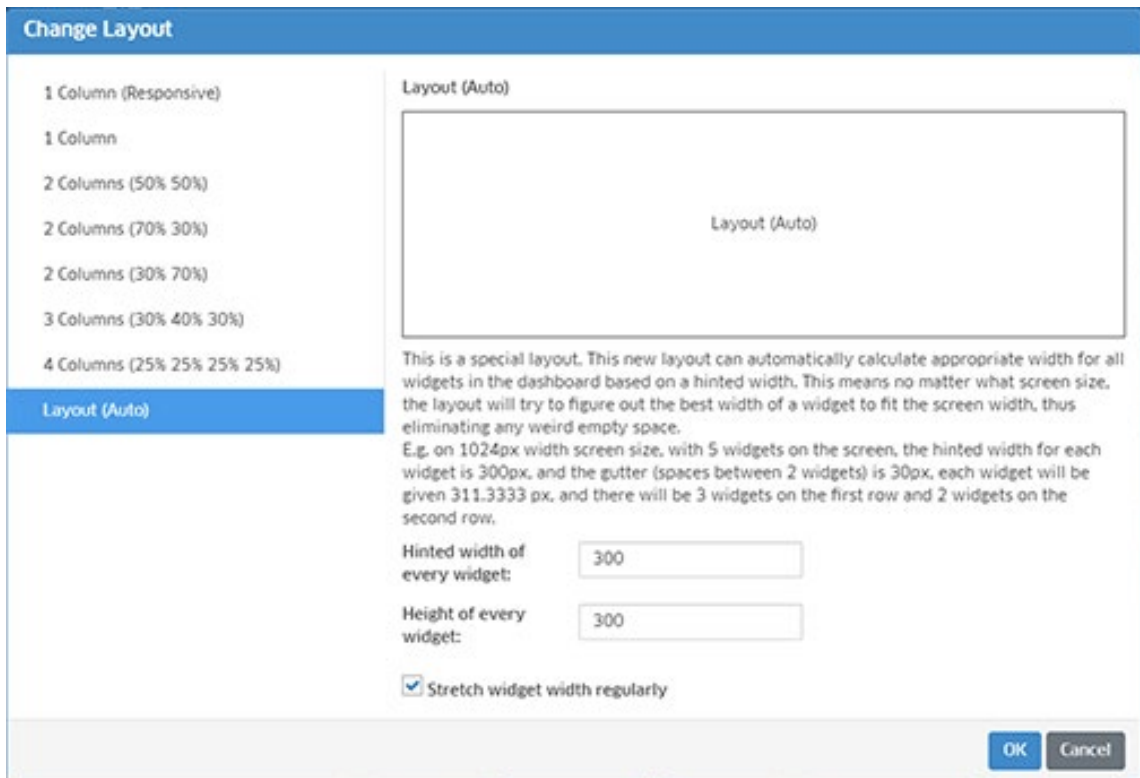 Change Layout
1 Column (Responsive)
1 Column
2 Columns (50% 50%)
2 Columns (70% 30%)
2 Columns (30% 70%)
3 Columns (30% 40% 30%)
4 Columns (25% 25% 25% 25%)
Layout (Auto)
Layout (Auto)
Layout (Auto)
This is a special layout. This new layout can automatically calculate appropriate width for all
widgets in the dashboard based on a hinted width. This means no matter what screen size,
the layout will try to figure out the best width of a widget to fit the screen width, thus
eliminating any weird empty space.
E.g. on 1024px width screen size, with 5 widgets on the screen, the hinted width for each
widget is 300px, and the gutter (spaces between 2 widgets) is 30px, each widget will be
given 311.3333 px, and there will be 3 widgets on the first row and 2 widgets on the
second row.
Hinted width of
every widget:
300
Height of every
widget:
300
Stretch widget width regularly
OK
Cancel